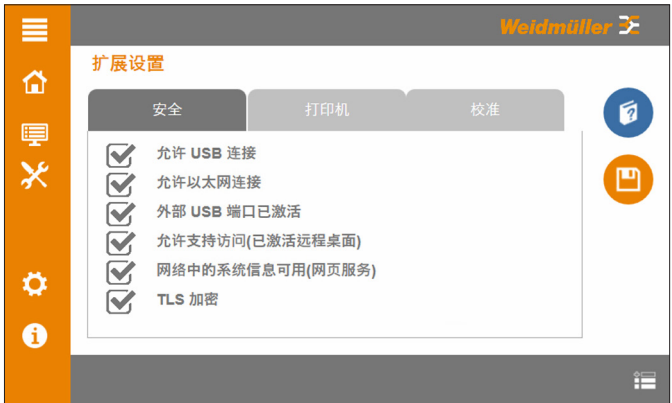 Weidmüller
扩展设置
安全
打印机
校准
允许 USB 连接
允许以太网连接
外部 USB 端口已激活
允许支持访问(已激活远程桌面)
网络中的系统信息可用(网页服务)
TLS 加密